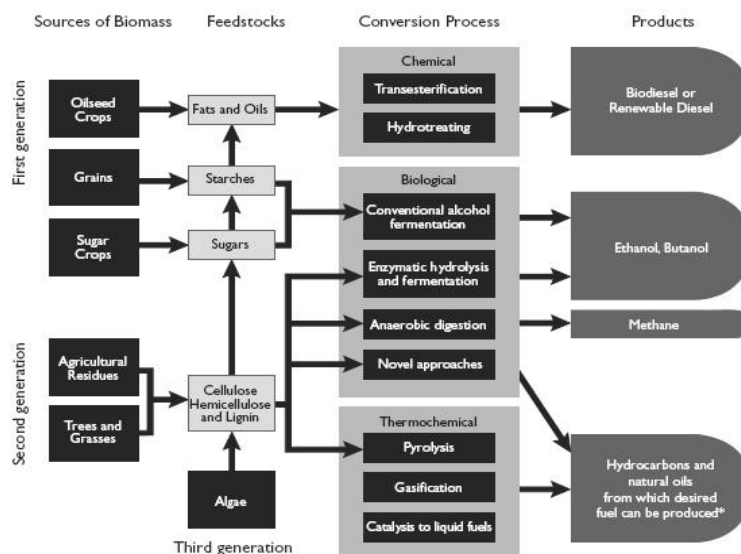 Sources of Biomass
Feedstocks
Conversion Process
Products
First generation
Oilseed
Crops
Fats and Oils
Chemical
Transesterification
Hydrotreating
Biodiesel or
Renewable Diesel
Grains
Starches
Sugar
Crops
Sugars
Biological
Conventional alcohol
fermentation
Enzymatic hydrolysis
and fermentation
Anaerobic digestion
Novel approaches
Ethanol, Butanol
Methane
Second generation
Agricultural
Residues
Trees and
Grasses
Cellulose
Hemicellulose
and Lignin
Algae
Third generation
Thermochemical
Pyrolysis
Gasification
Catalysis to liquid fuels
Hydrocarbons and
natural oils
from which desired
fuel can be produced*